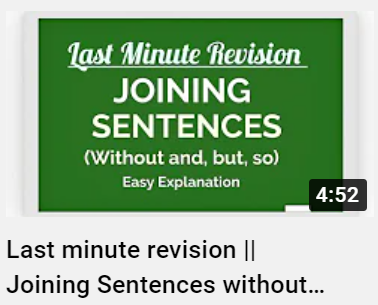 Last Minute Revision
JOINING
SENTENCES
(Without and, but, so)
Easy Explanation
4:52
Last minute revision ||
Joining Sentences without...